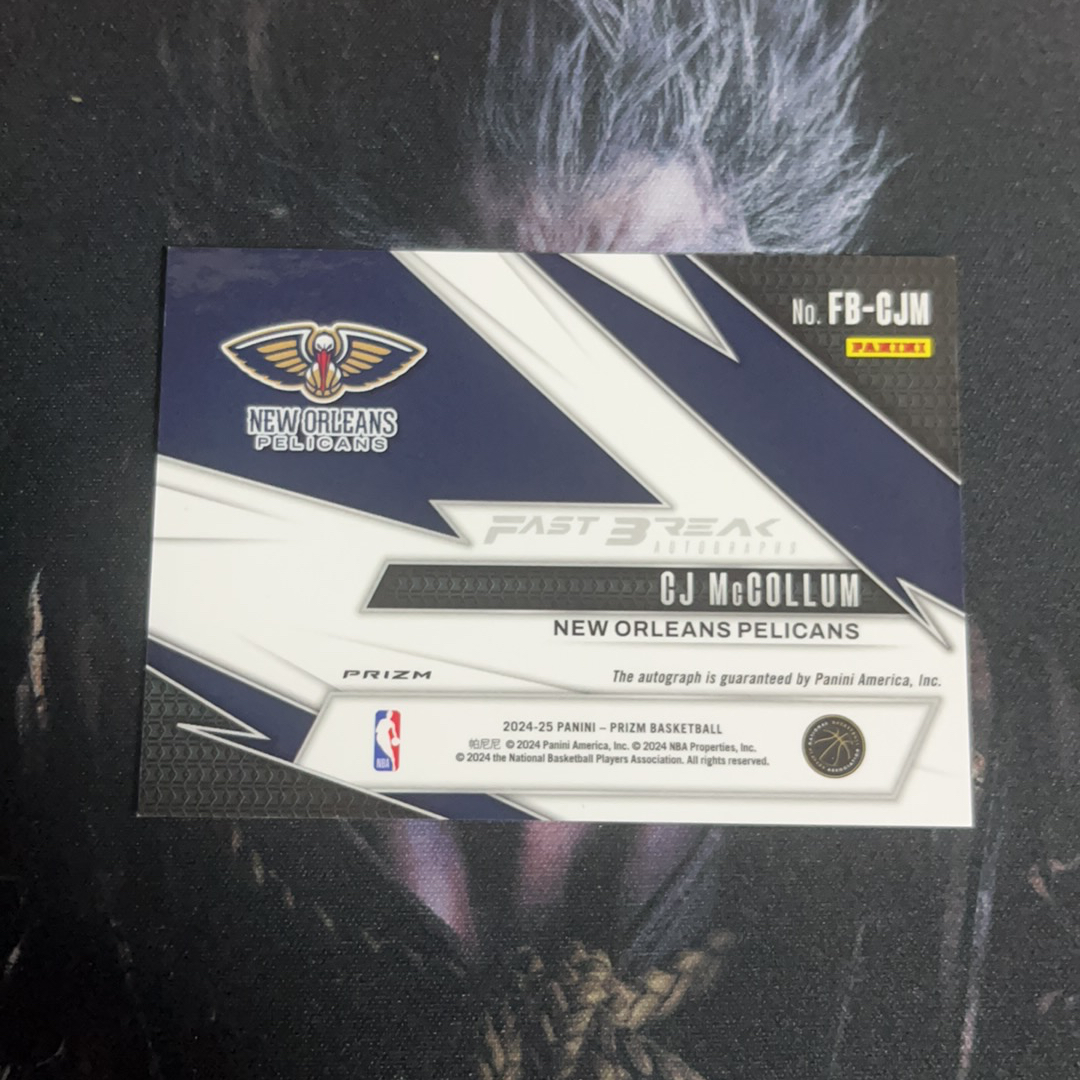 No. FB-CJM
PANINI
NEW ORLEANS
PELICANS
FAST BREAK
AUTOGRAPHS
CJ McCOLLUM
NEW ORLEANS PELICANS
PRIZM
The autograph is guaranteed by Panini America, Inc.
2024-25 PANINI – PRIZM BASKETBALL
帕尼尼 © 2024 Panini America, Inc. © 2024 NBA Properties, Inc.
© 2024 the National Basketball Players Association. All rights reserved.
NBA